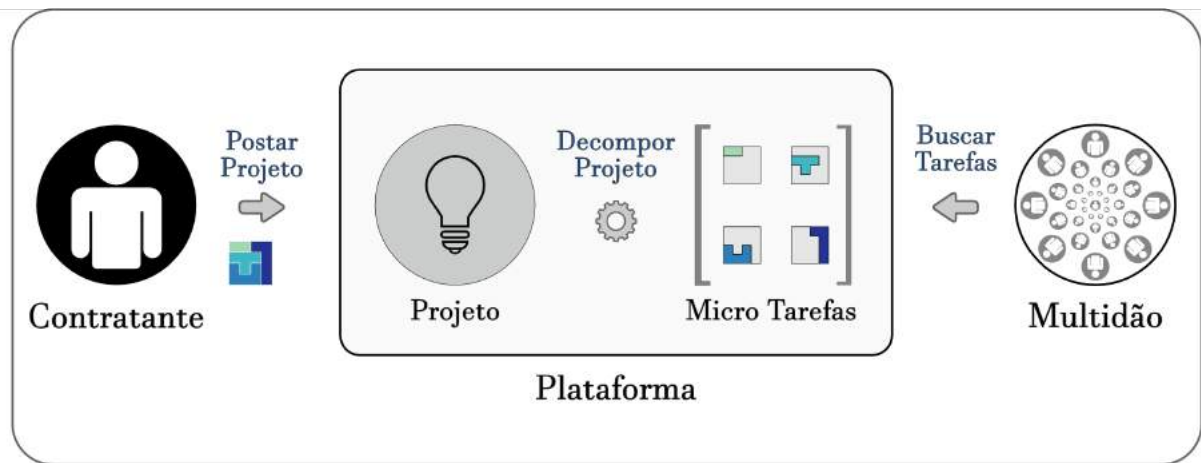 Postar
Projeto
Contratante
Decompor
Projeto
Projeto
Micro Tarefas
Plataforma
Buscar
Tarefas
Multidão